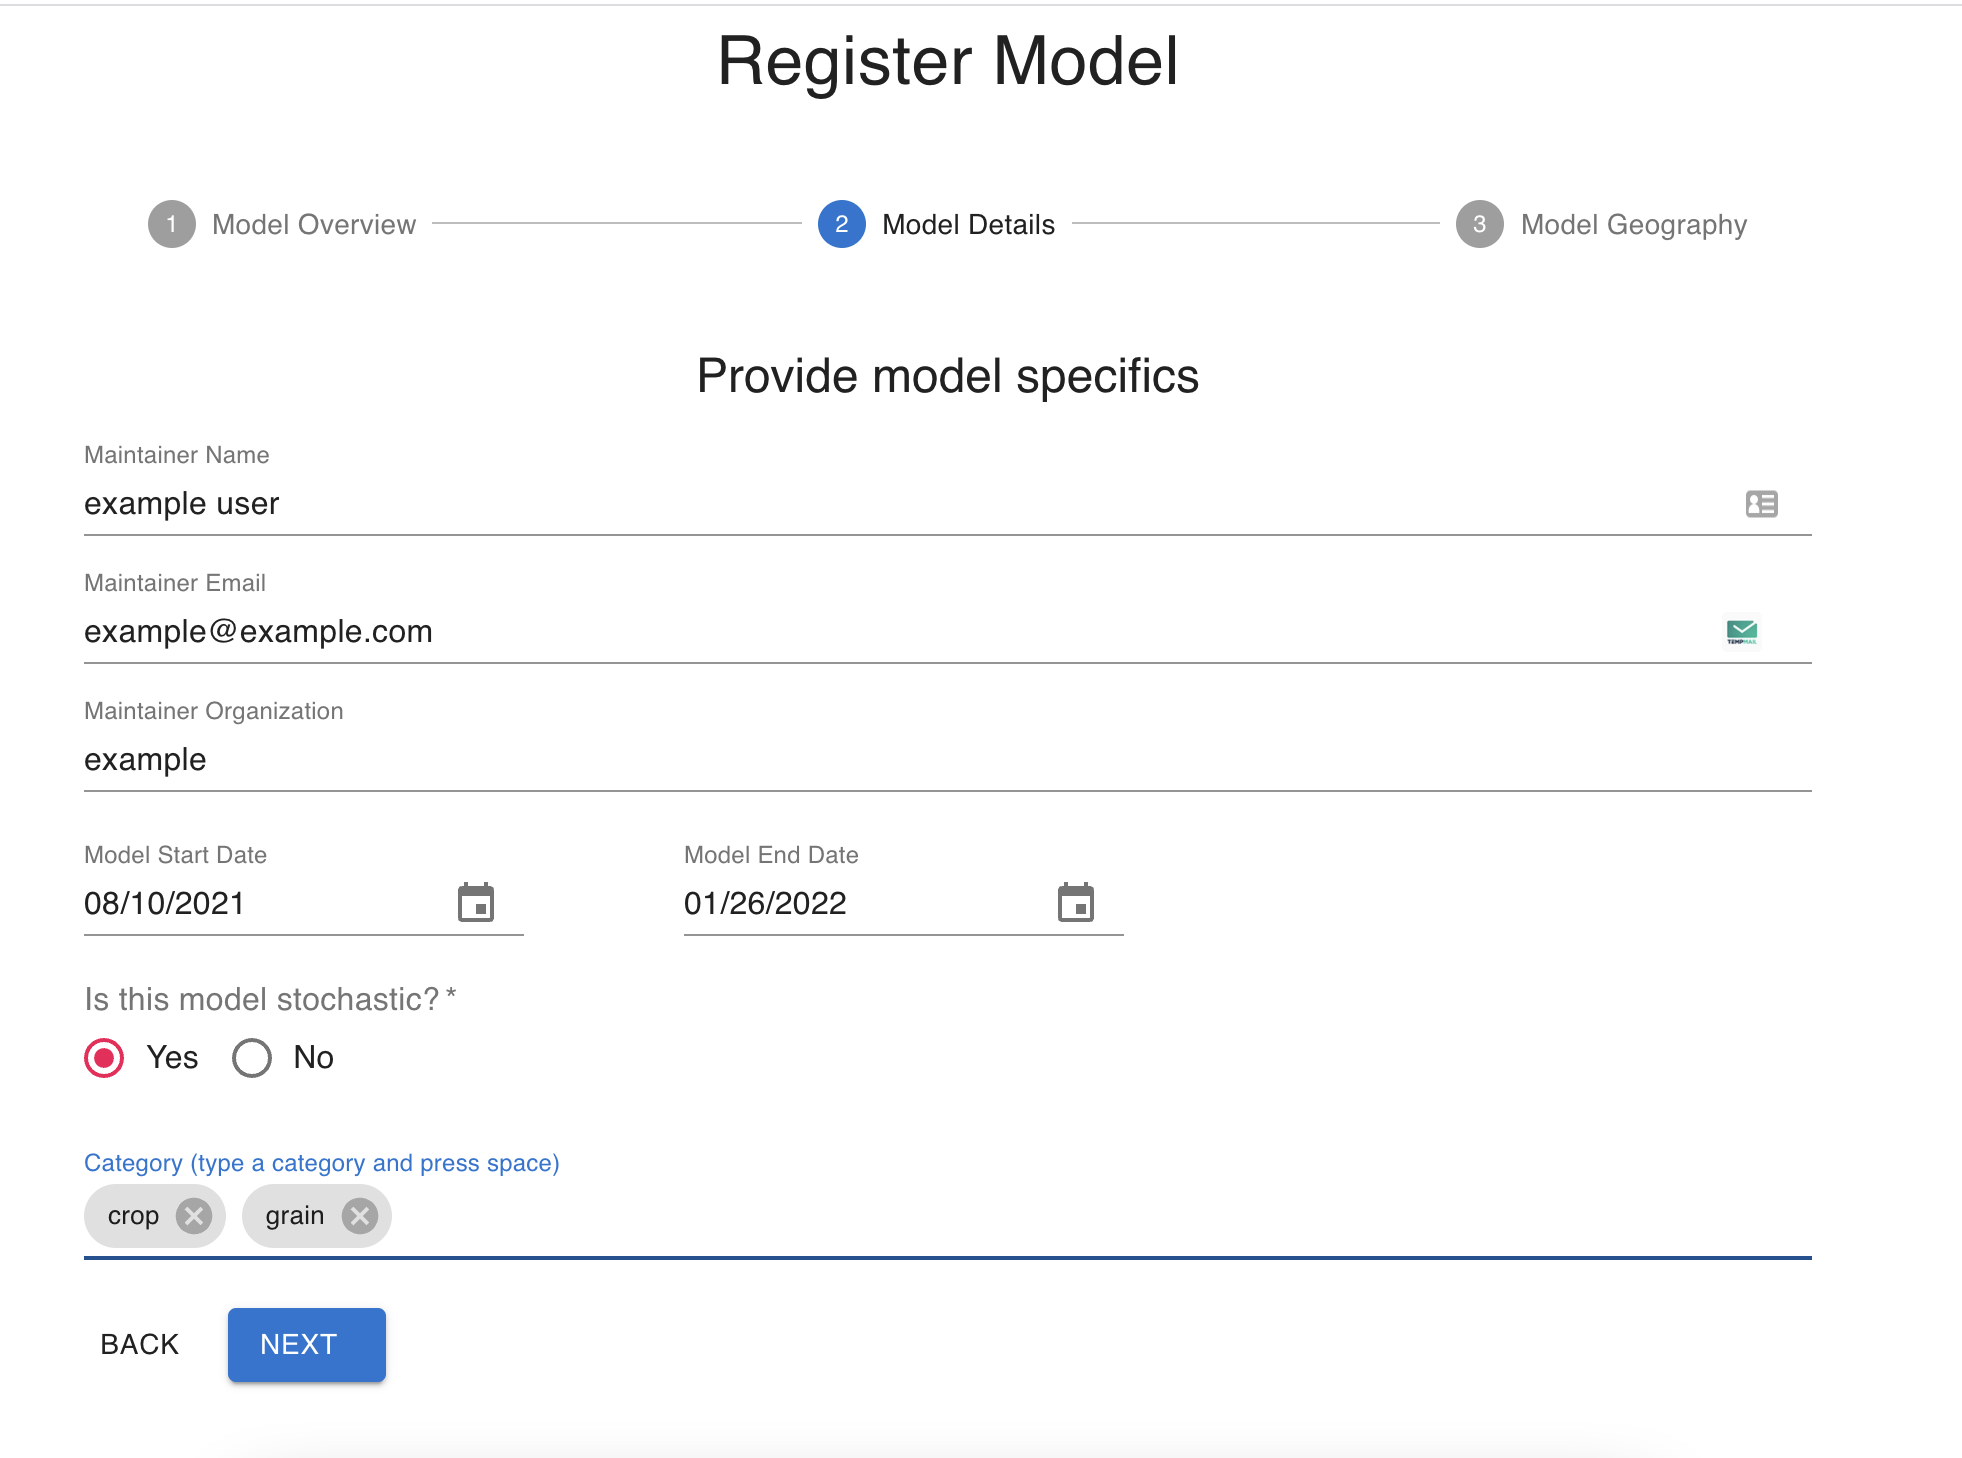 Register Model
1 Model Overview 2 Model Details 3 Model Geography
Provide model specifics
Maintainer Name
example user
Maintainer Email
example@example.com
TEMPMAIL
Maintainer Organization
example
Model Start Date Model End Date
08/10/2021 01/26/2022
Is this model stochastic? *
Yes No
Category (type a category and press space)
crop grain
BACK NEXT